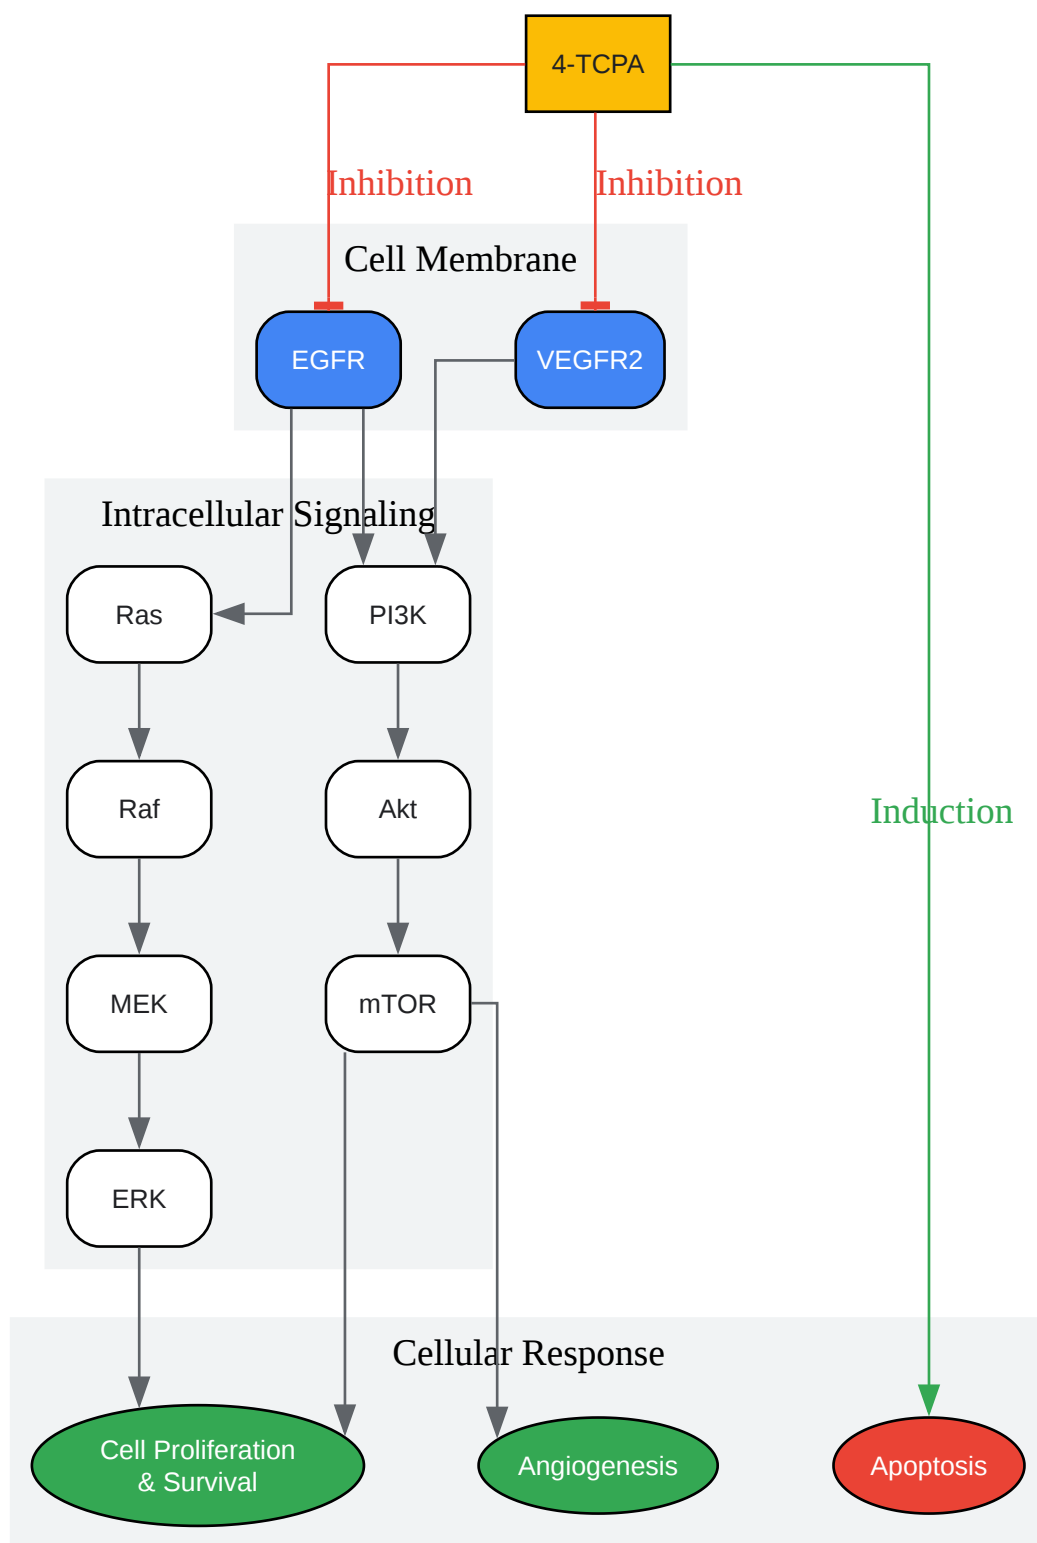 4-TCPA
Inhibition
Inhibition
Cell Membrane
EGFR
VEGFR2
Intracellular Signaling
Ras
PI3K
Raf
Akt
Induction
MEK
mTOR
ERK
Cellular Response
Cell Proliferation
& Survival
Angiogenesis
Apoptosis